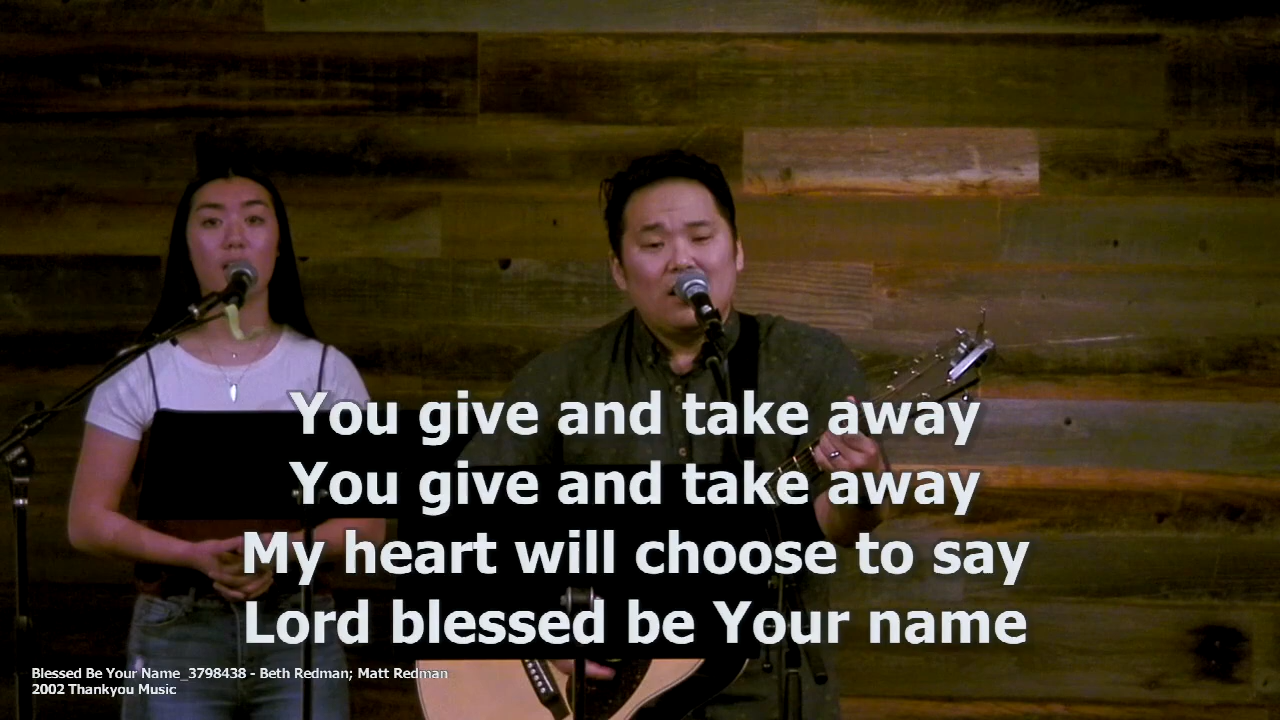 You give and take away
You give and take away
My heart will choose to say
Lord blessed be Your name
Blessed Be Your Name_3798438 - Beth Redman; Matt Redman
2002 Thankyou Music